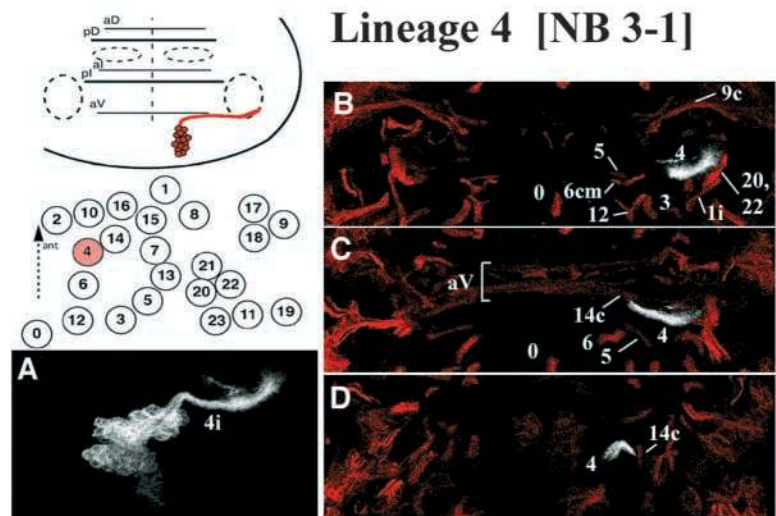 Lineage 4 [NB 3-1]
aD
pD
aI
pI
aV
1
2
10
16
15
8
17
9
4
14
18
ant
7
6
13
21
20
22
5
12
3
23
11
19
0
A
4i
B
9c
5
4
0
6cm
20,
22
12
3
1i
C
aV
14c
6
4
5
0
D
14c
4